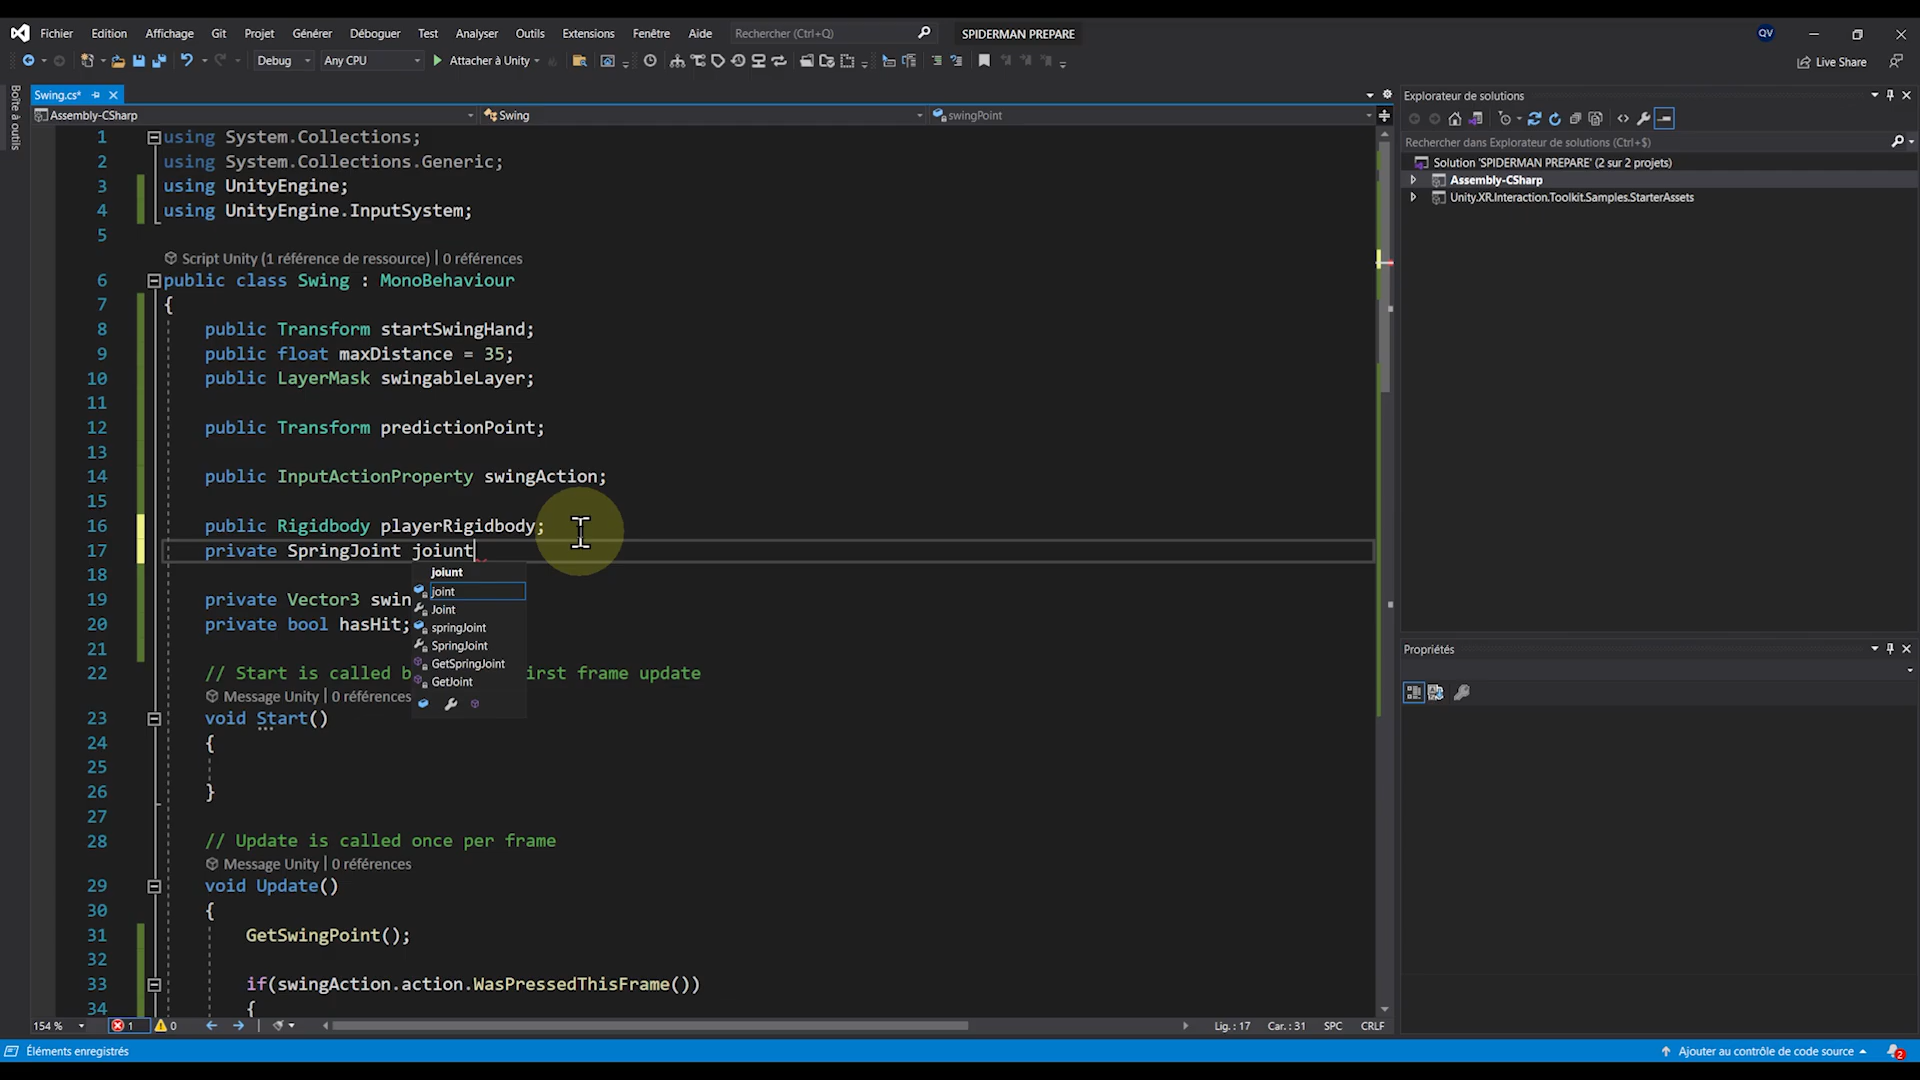 Fichier Edition Affichage Git Projet Générer Déboguer Test Analyser Outils Extensions Fenêtre Aide Rechercher (Ctrl+Q) SPIDERMAN PREPARE QV
Debug Any CPU Attacher à Unity Live Share
Boîte à outils
Swing.cs*
Assembly-CSharp Swing swingPoint
1 using System.Collections;
2 using System.Collections.Generic;
3 using UnityEngine;
4 using UnityEngine.InputSystem;
5
Script Unity (1 référence de ressource) | 0 références
6 public class Swing : MonoBehaviour
7 {
8 public Transform startSwingHand;
9 public float maxDistance = 35;
10 public LayerMask swingableLayer;
11
12 public Transform predictionPoint;
13
14 public InputActionProperty swingAction;
15
16 public Rigidbody playerRigidbody;
17 private SpringJoint joiunt
18
19 private Vector3 swin
20 private bool hasHit;
21
22 // Start is called b irst frame update
Message Unity | 0 références
23 void Start()
24 {
25
26 }
27
28 // Update is called once per frame
Message Unity | 0 références
29 void Update()
30 {
31 GetSwingPoint();
32
33 if(swingAction.action.WasPressedThisFrame())
34 {
joiunt
joint
Joint
springJoint
SpringJoint
GetSpringJoint
GetJoint
154 % 1 0 Lig. : 17 Car. : 31 SPC CRLF
Éléments enregistrés Ajouter au contrôle de code source 2
Explorateur de solutions
Rechercher dans Explorateur de solutions (Ctrl+$)
Solution 'SPIDERMAN PREPARE' (2 sur 2 projets)
Assembly-CSharp
Unity.XR.Interaction.Toolkit.Samples.StarterAssets
Propriétés